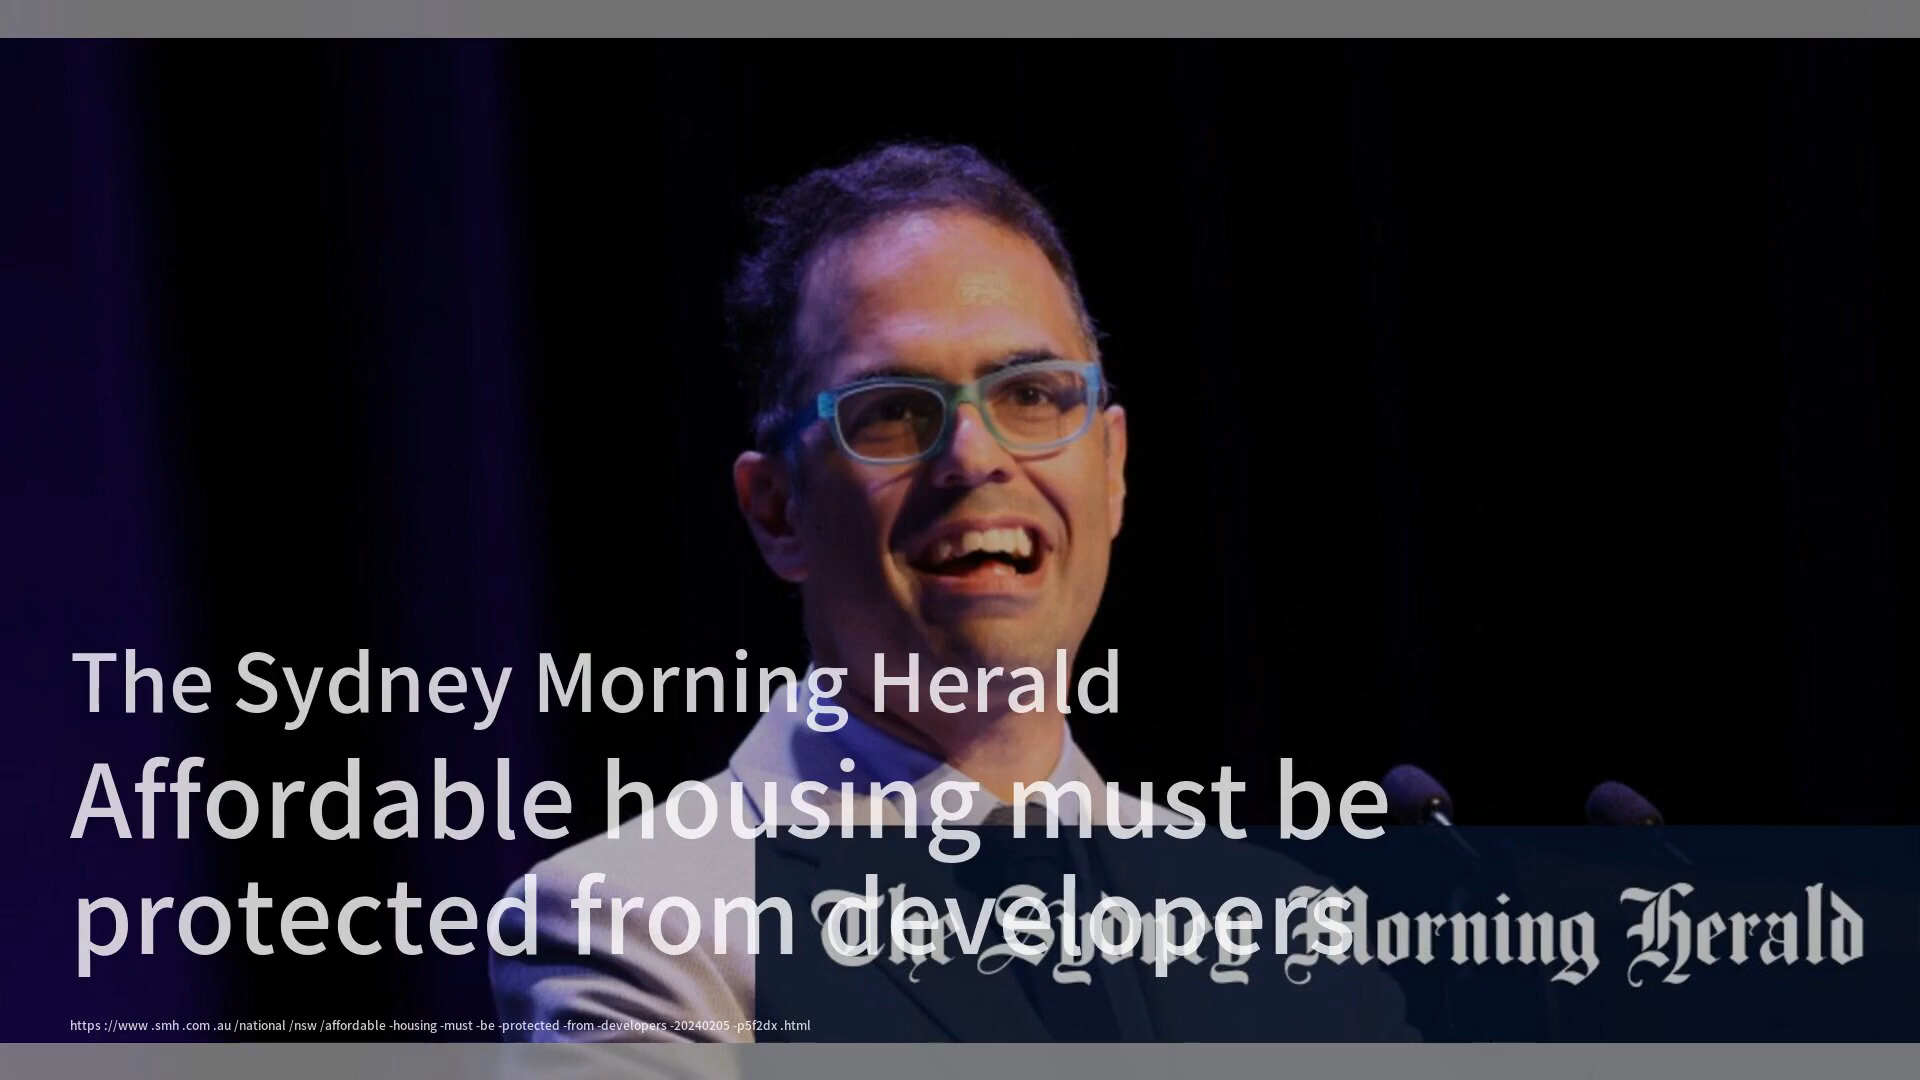 The Sydney Morning Herald
Affordable housing must be
protected from developers
The Sydney Morning Herald
https ://www .smh .com .au /national /nsw /affordable -housing -must -be -protected -from -developers -20240205 -p5f2dx .html